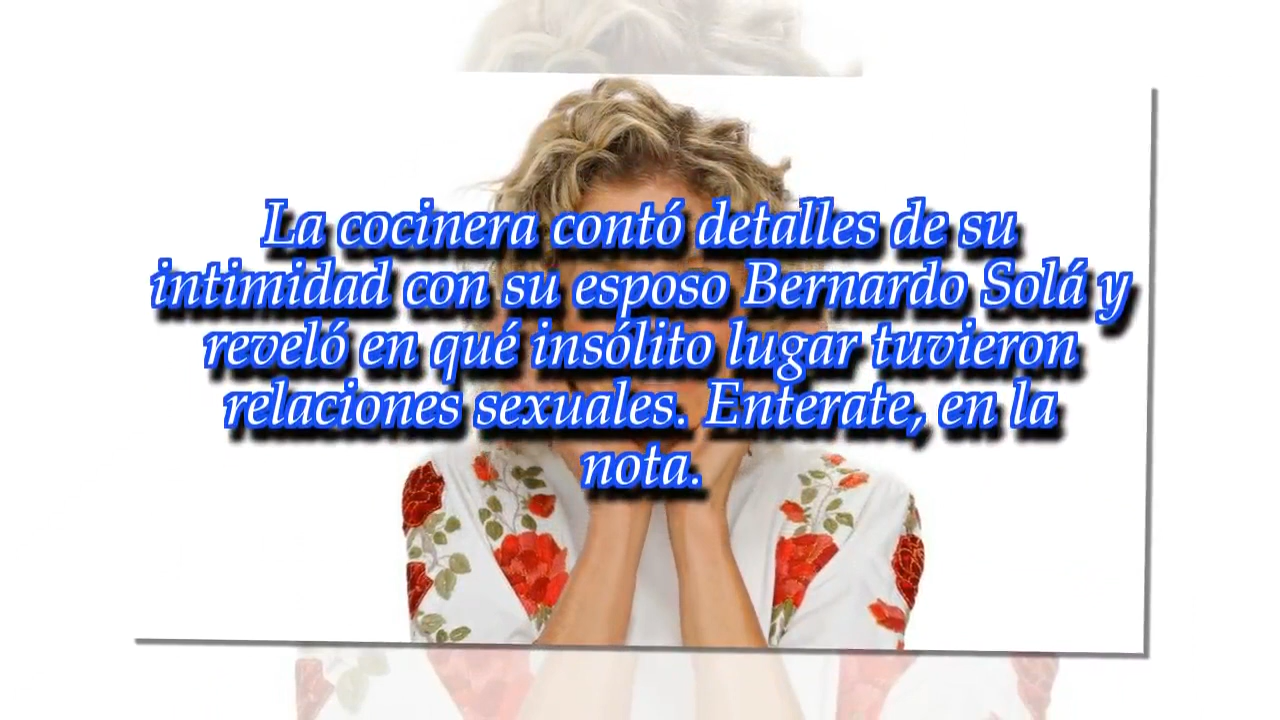 La cocinera contó detalles de su
intimidad con su esposo Bernardo Solá y
reveló en qué insólito lugar tuvieron
relaciones sexuales. Enterate, en la
nota.